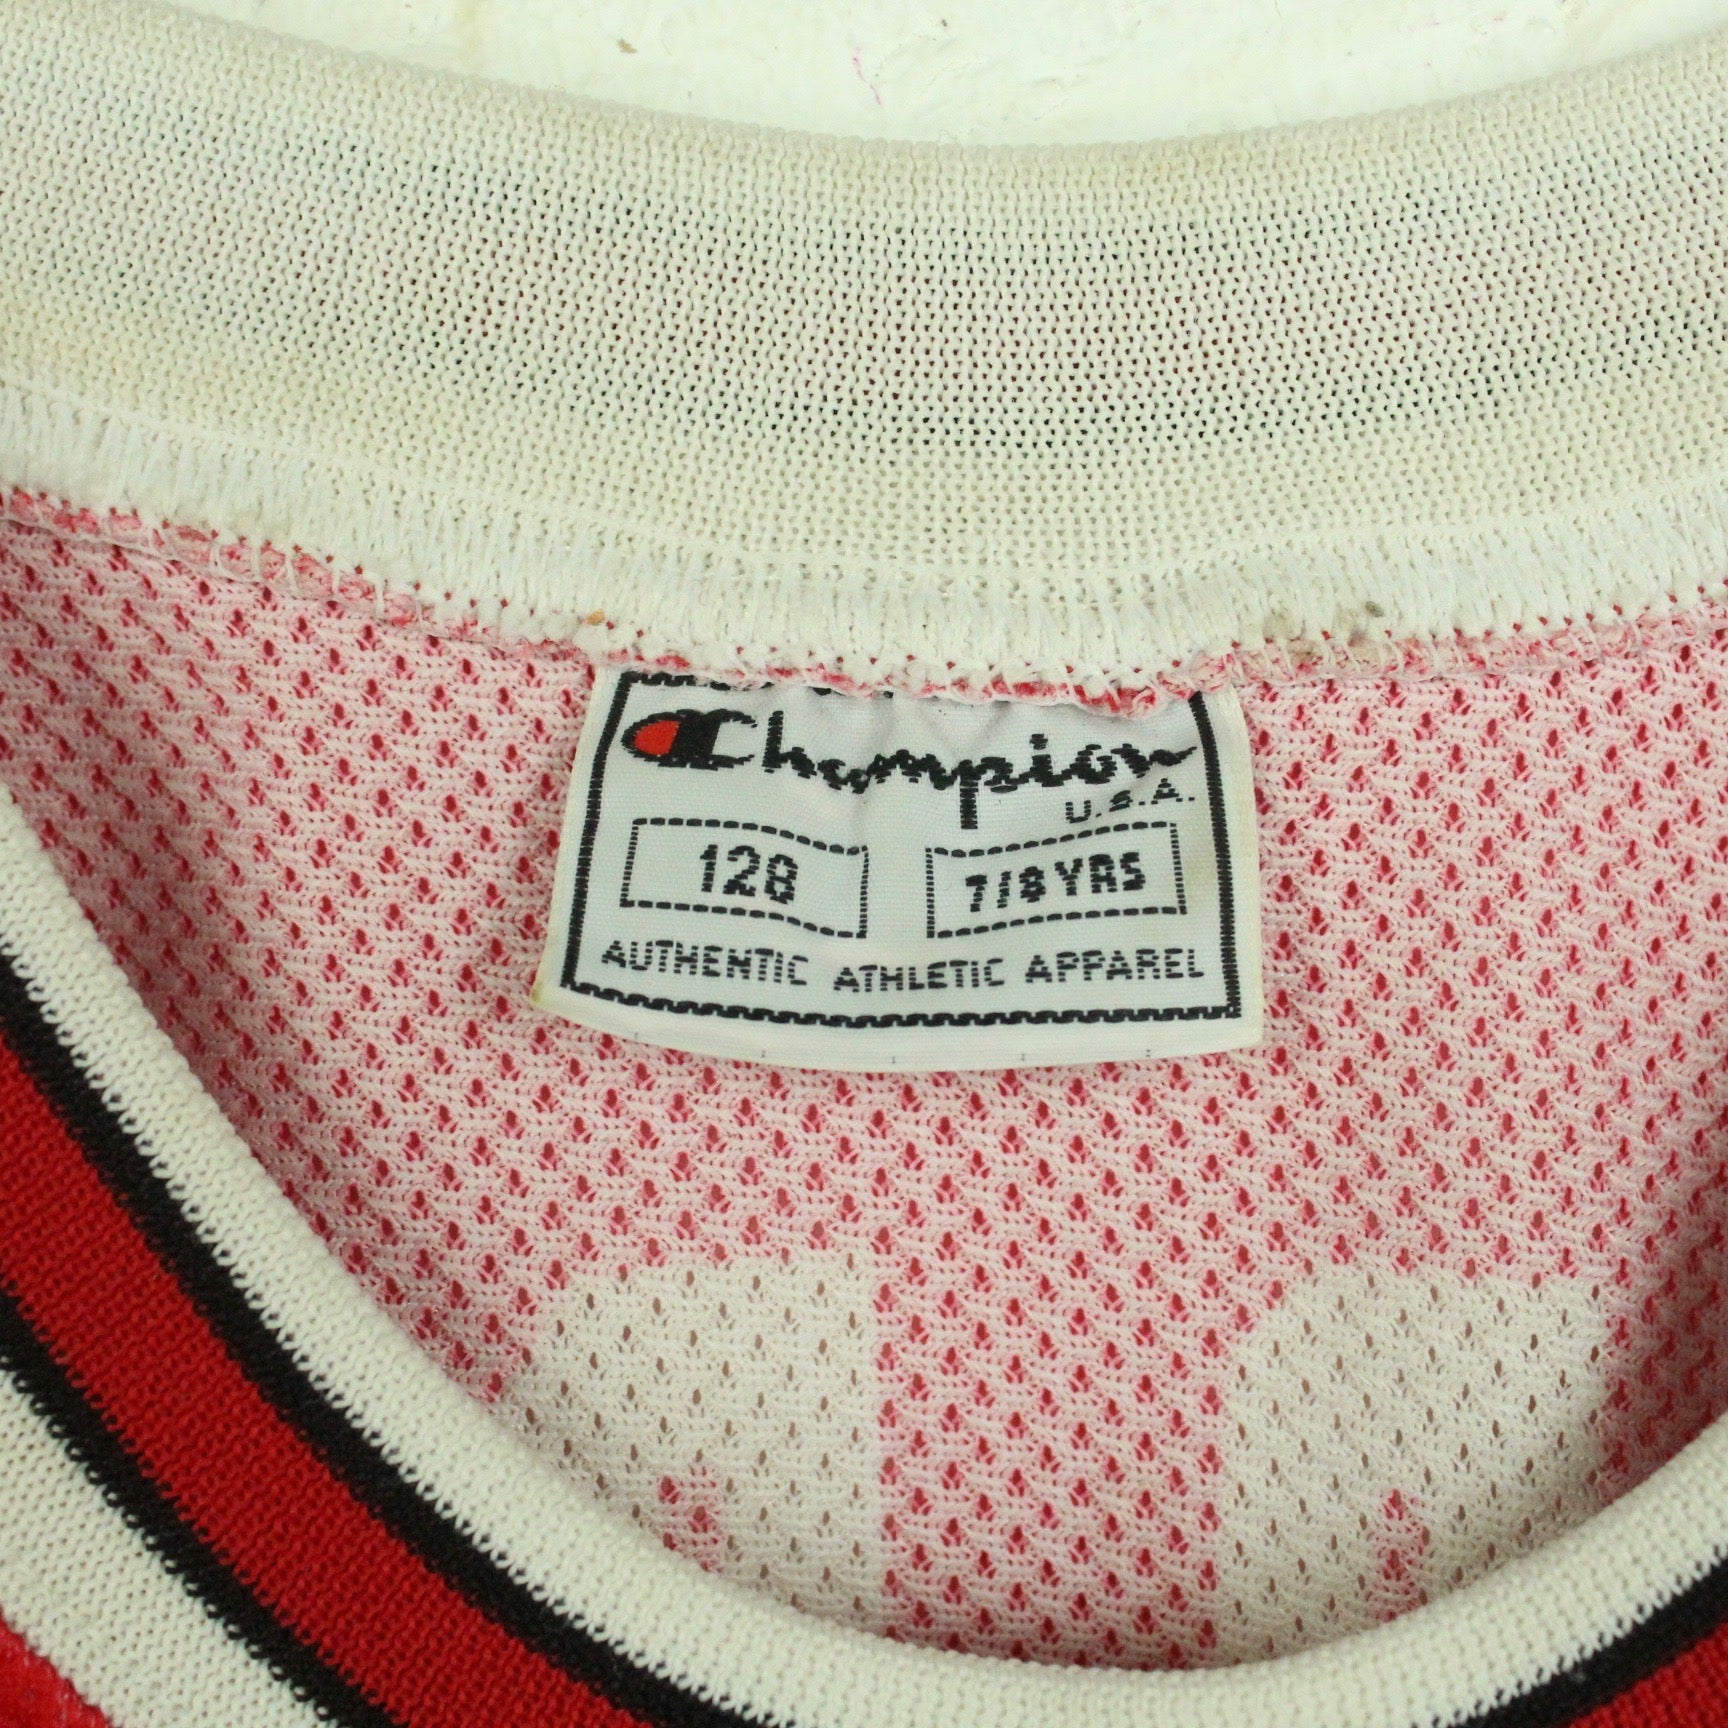 Champion
U.S.A.
128
7/8 YRS
AUTHENTIC ATHLETIC APPAREL